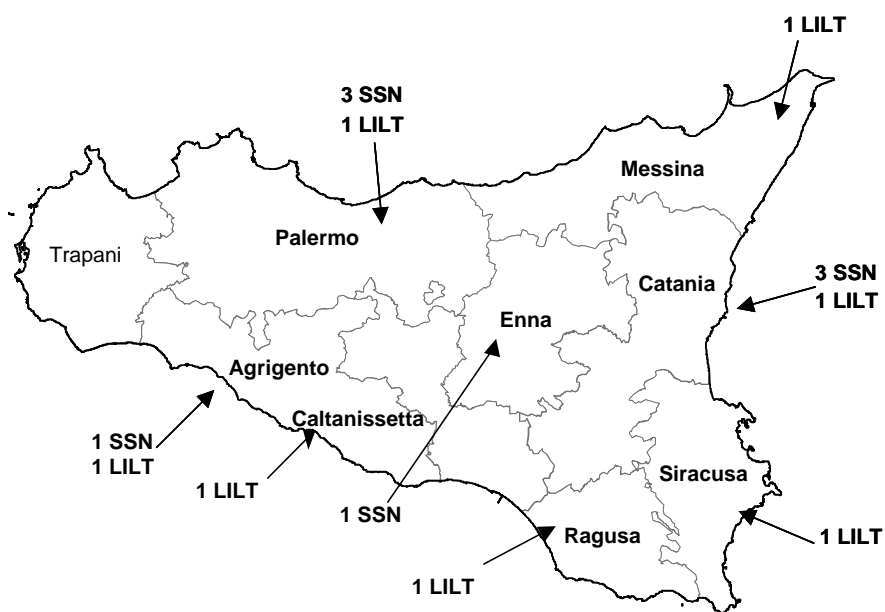 1 LILT
3 SSN
1 LILT
Messina
Palermo
Trapani
Catania
3 SSN
1 LILT
Enna
Agrigento
Caltanissetta
1 SSN
1 LILT
Siracusa
1 LILT
1 SSN
Ragusa
1 LILT
1 LILT